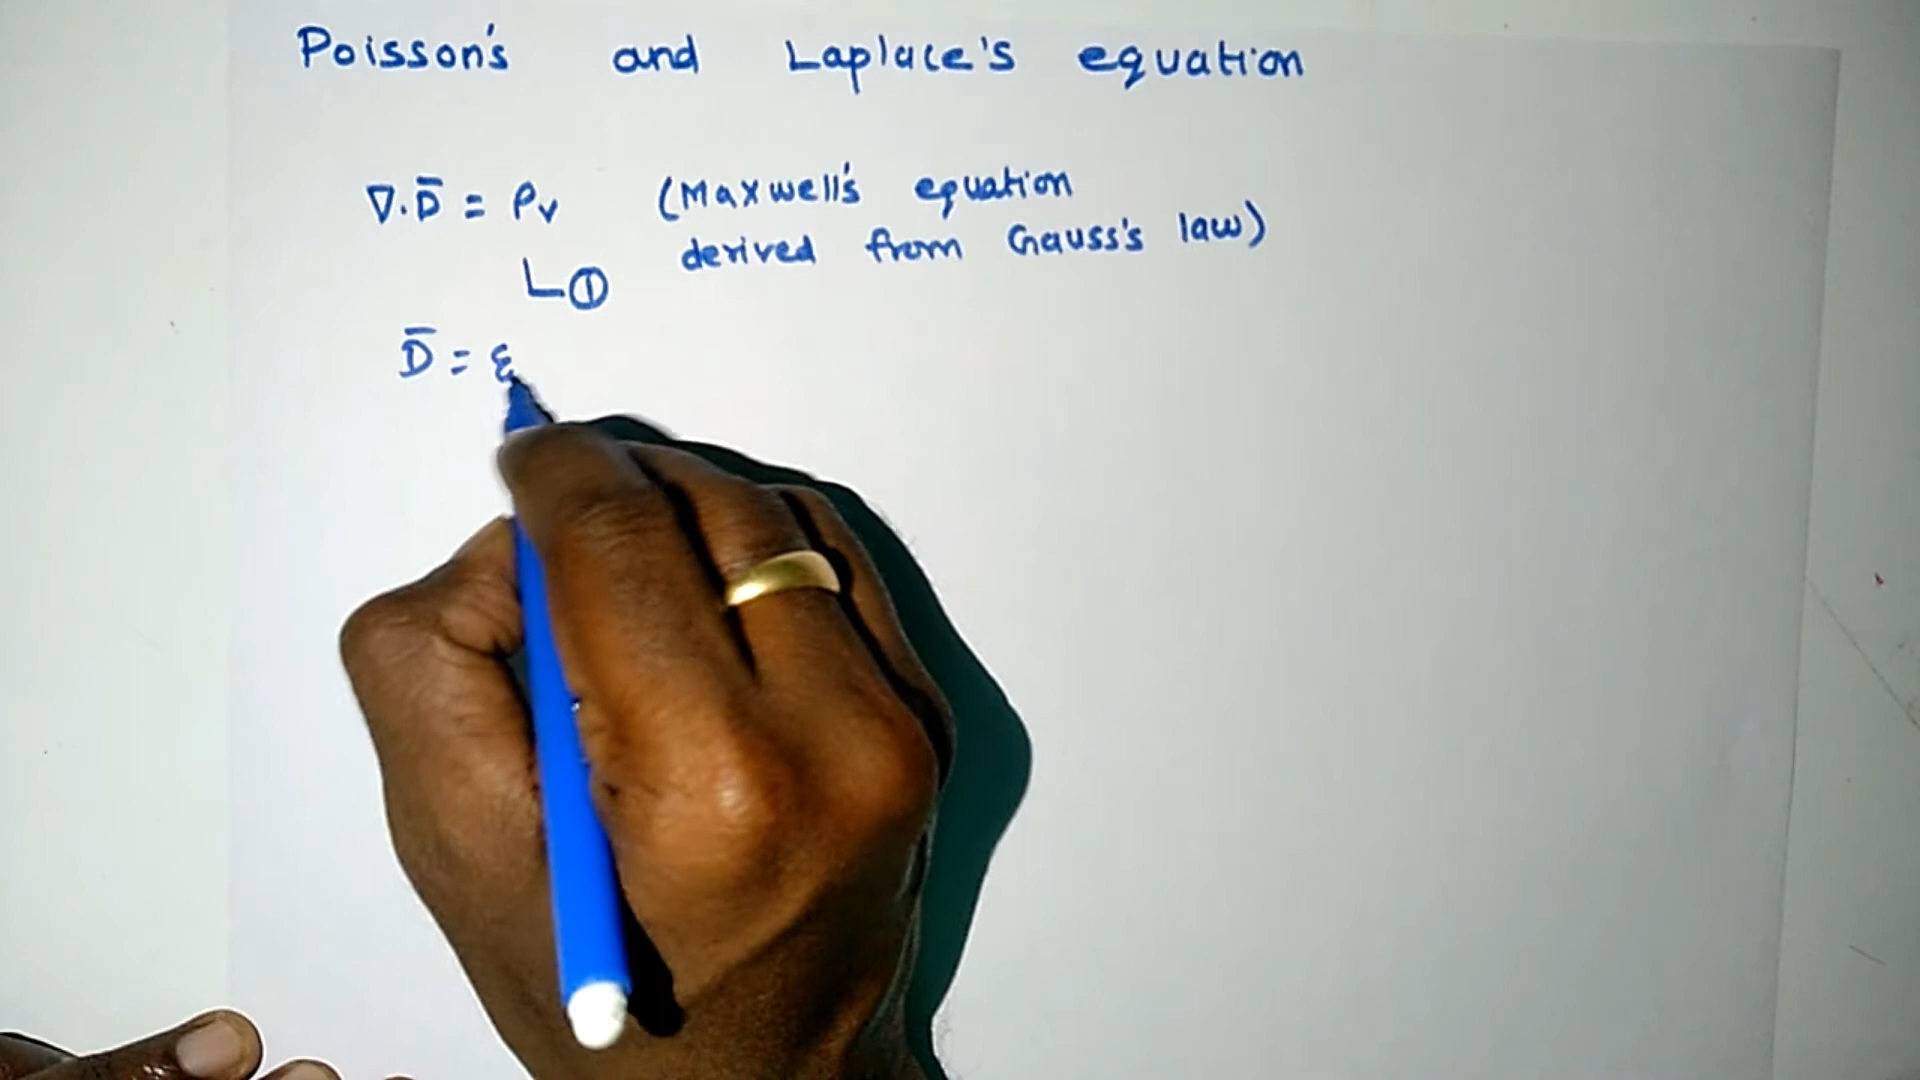 Poisson's and Laplace's equation
∇.D̅ = ρv (Maxwell's equation
derived from Gauss's law)
①
D̅ = ε